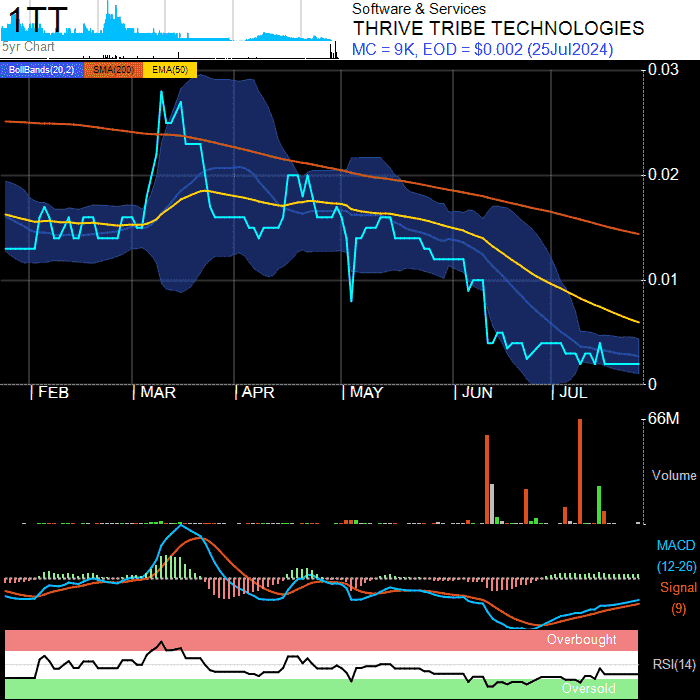 1TT
5yr Chart
Software & Services
THRIVE TRIBE TECHNOLOGIES
MC = 9K, EOD = $0.002 (25Jul2024)
BollBands(20,2) SMA(200) EMA(50)
0.03
0.02
0.01
0
FEB MAR APR MAY JUN JUL
66M
Volume
MACD
(12-26)
Signal
(9)
Overbought
RSI(14)
Oversold